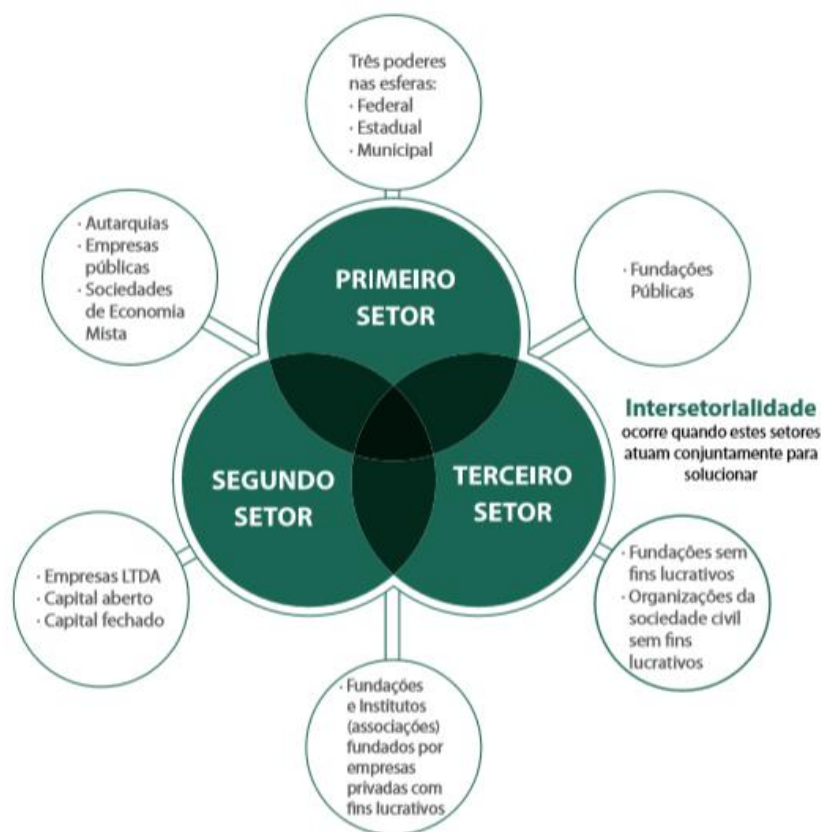 Três poderes
nas esferas:
· Federal
· Estadual
· Municipal
· Autarquias
· Empresas
públicas
· Sociedades
de Economia
Mista
PRIMEIRO
SETOR
· Fundações
Públicas
Intersetorialidade
ocorre quando estes setores
atuam conjuntamente para
solucionar
SEGUNDO
SETOR
TERCEIRO
SETOR
· Empresas LTDA
· Capital aberto
· Capital fechado
· Fundações sem
fins lucrativos
· Organizações da
sociedade civil
sem fins
lucrativos
· Fundações
e Institutos
(associações)
fundados por
empresas
privadas com
fins lucrativos